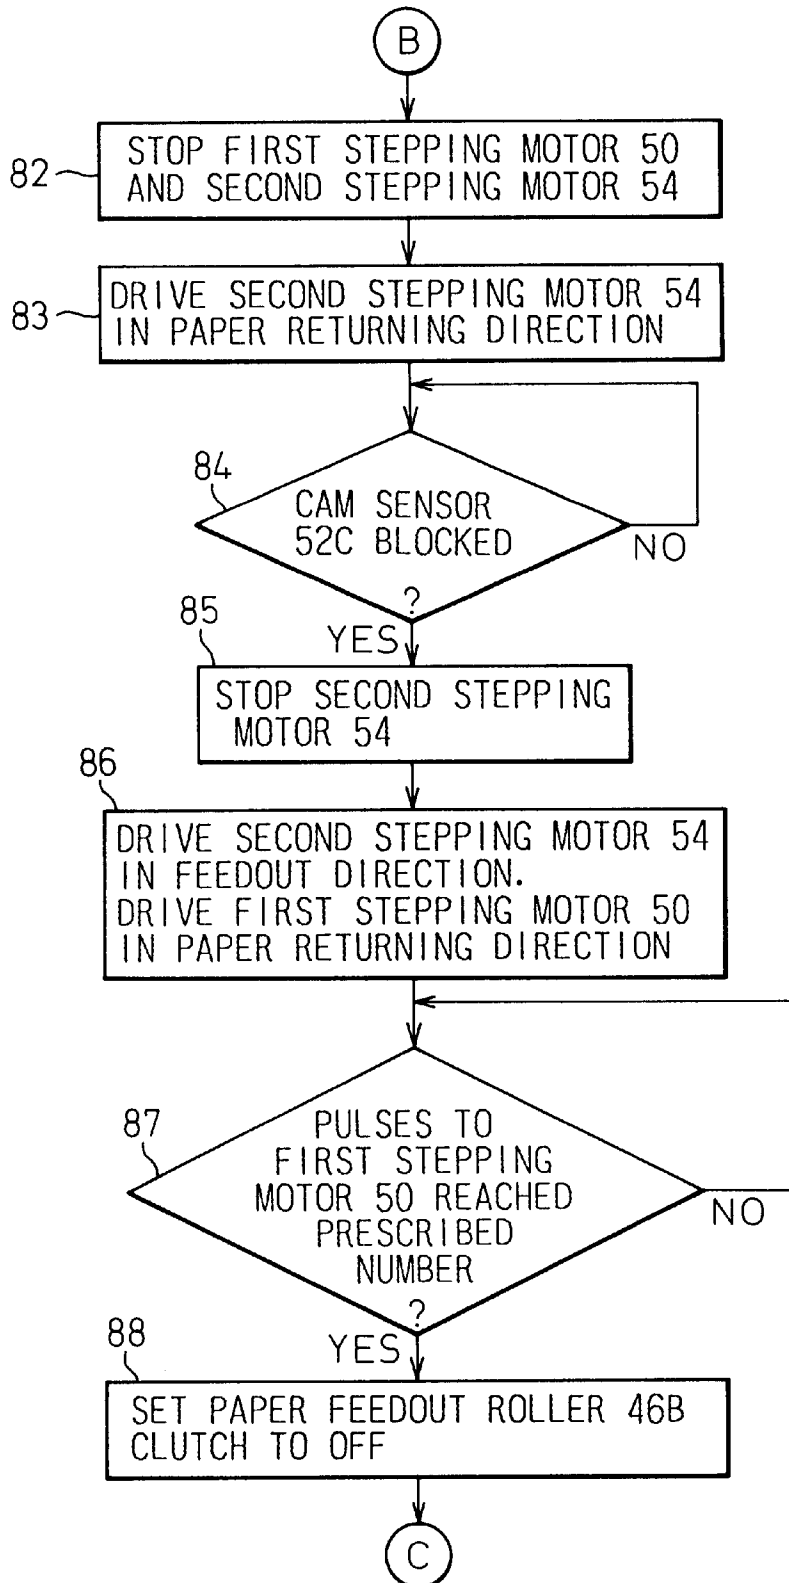 B
82
STOP FIRST STEPPING MOTOR 50
AND SECOND STEPPING MOTOR 54
83
DRIVE SECOND STEPPING MOTOR 54
IN PAPER RETURNING DIRECTION
84
CAM SENSOR
52C BLOCKED
?
NO
YES
85
STOP SECOND STEPPING
MOTOR 54
86
DRIVE SECOND STEPPING MOTOR 54
IN FEEDOUT DIRECTION.
DRIVE FIRST STEPPING MOTOR 50
IN PAPER RETURNING DIRECTION
87
PULSES TO
FIRST STEPPING
MOTOR 50 REACHED
PRESCRIBED
NUMBER
?
NO
YES
88
SET PAPER FEEDOUT ROLLER 46B
CLUTCH TO OFF
C